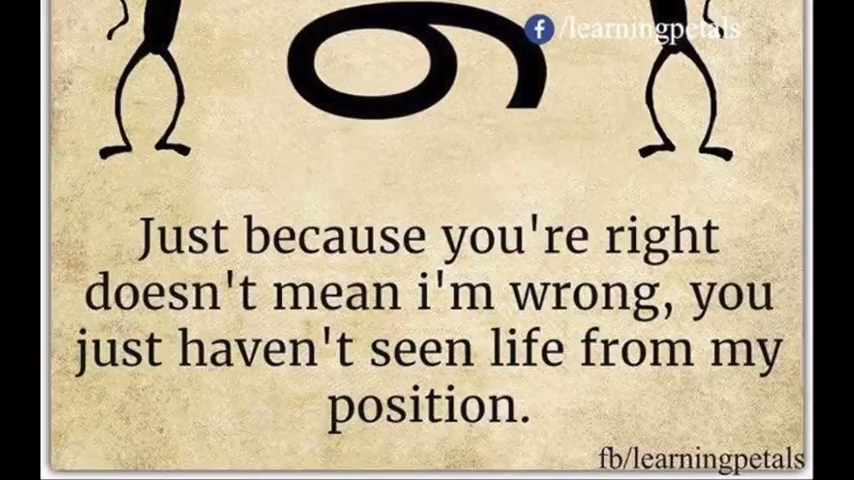 /learningpetals
Just because you're right
doesn't mean i'm wrong, you
just haven't seen life from my
position.
fb/learningpetals